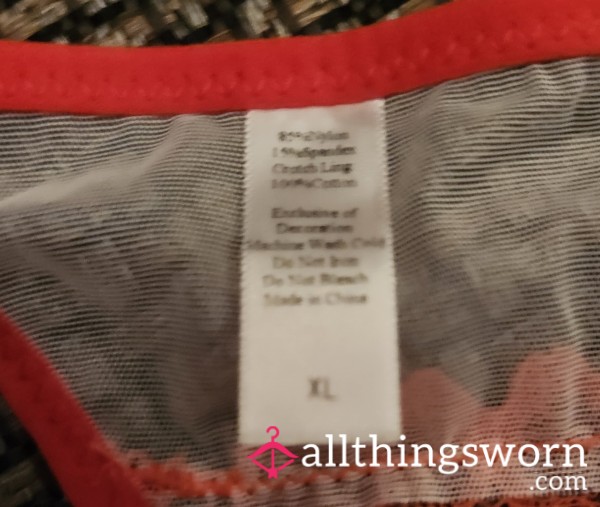 85%Nylon
15%Spandex
Crotch Ling
100%Cotton
Exclusive of
Decoration
Machine Wash Cold
Do Not Iron
Do Not Bleach
Made in China
XL
allthingsworn
.com